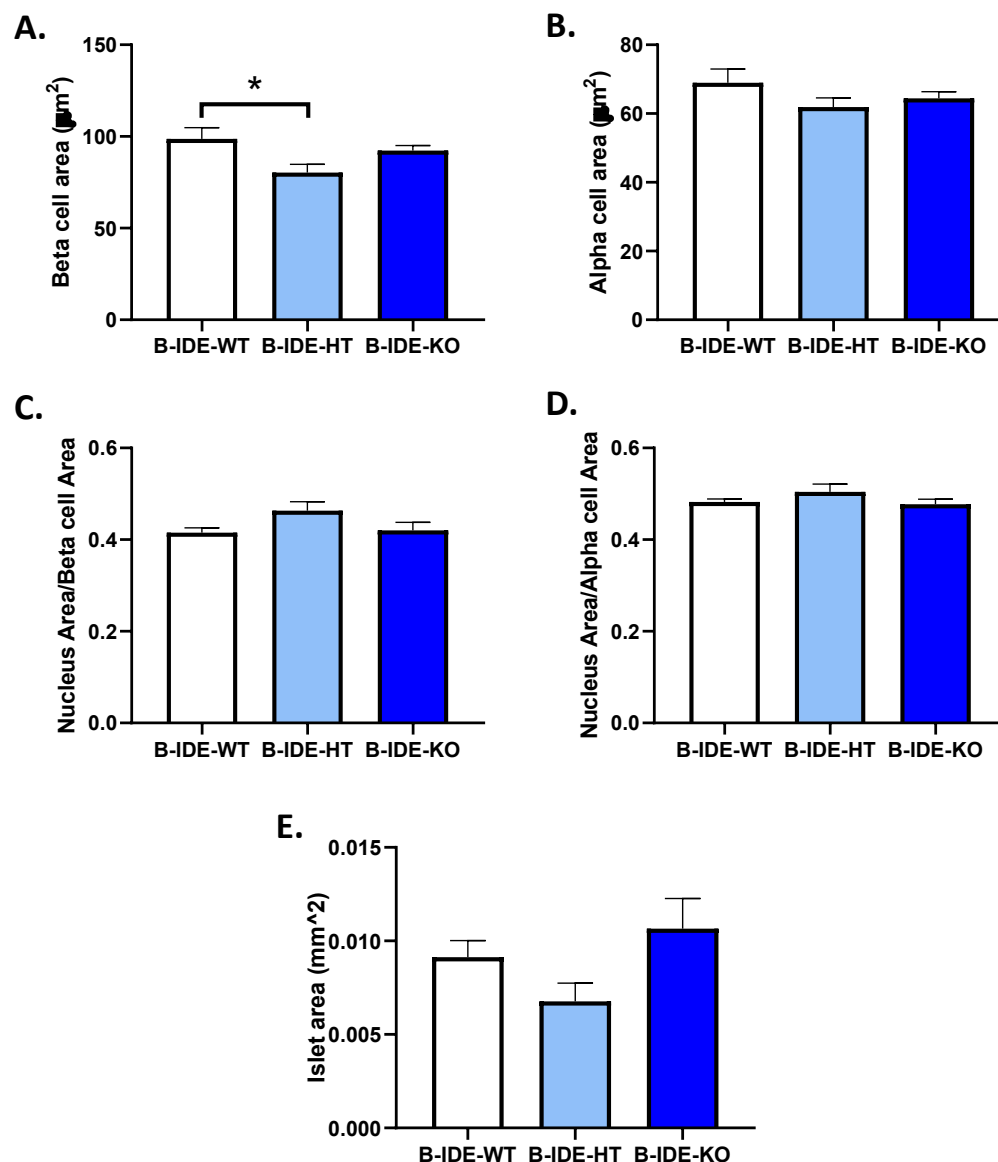 A.
Beta cell area (µm²)
150
100
50
0
*
B-IDE-WT B-IDE-HT B-IDE-KO
B.
Alpha cell area (µm²)
80
60
40
20
0
B-IDE-WT B-IDE-HT B-IDE-KO
C.
Nucleus Area/Beta cell Area
0.6
0.4
0.2
0.0
B-IDE-WT B-IDE-HT B-IDE-KO
D.
Nucleus Area/Alpha cell Area
0.6
0.4
0.2
0.0
B-IDE-WT B-IDE-HT B-IDE-KO
E.
Islet area (mm^2)
0.015
0.010
0.005
0.000
B-IDE-WT B-IDE-HT B-IDE-KO